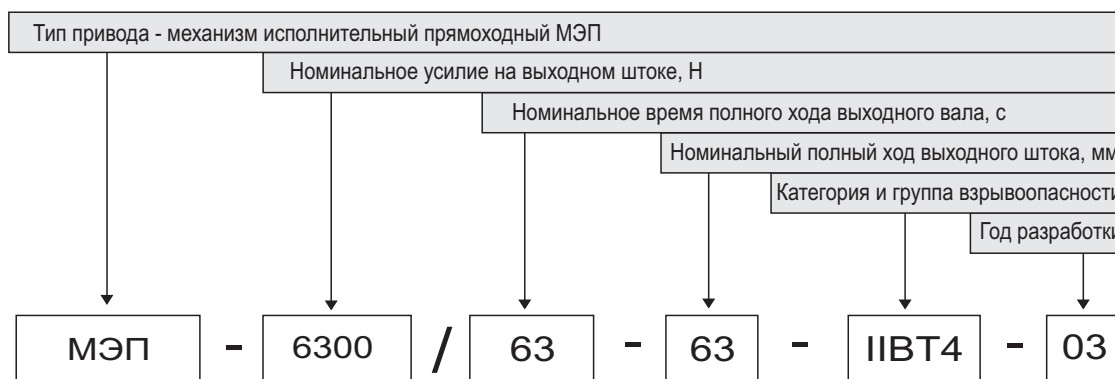 Тип привода - механизм исполнительный прямоходный МЭП
Номинальное усилие на выходном штоке, Н
Номинальное время полного хода выходного вала, с
Номинальный полный ход выходного штока, мм
Категория и группа взрывоопасности
Год разработки
МЭП - 6300 / 63 - 63 - IIBT4 - 03